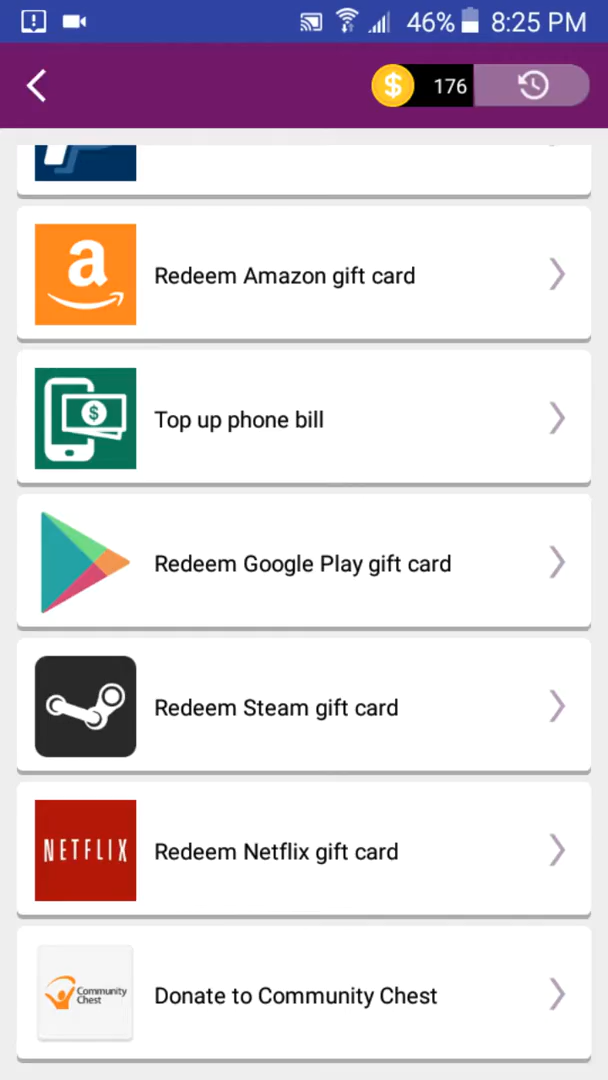 46% 8:25 PM
176
a
Redeem Amazon gift card
$
Top up phone bill
Redeem Google Play gift card
Redeem Steam gift card
NETFLIX
Redeem Netflix gift card
Community
Chest
Donate to Community Chest